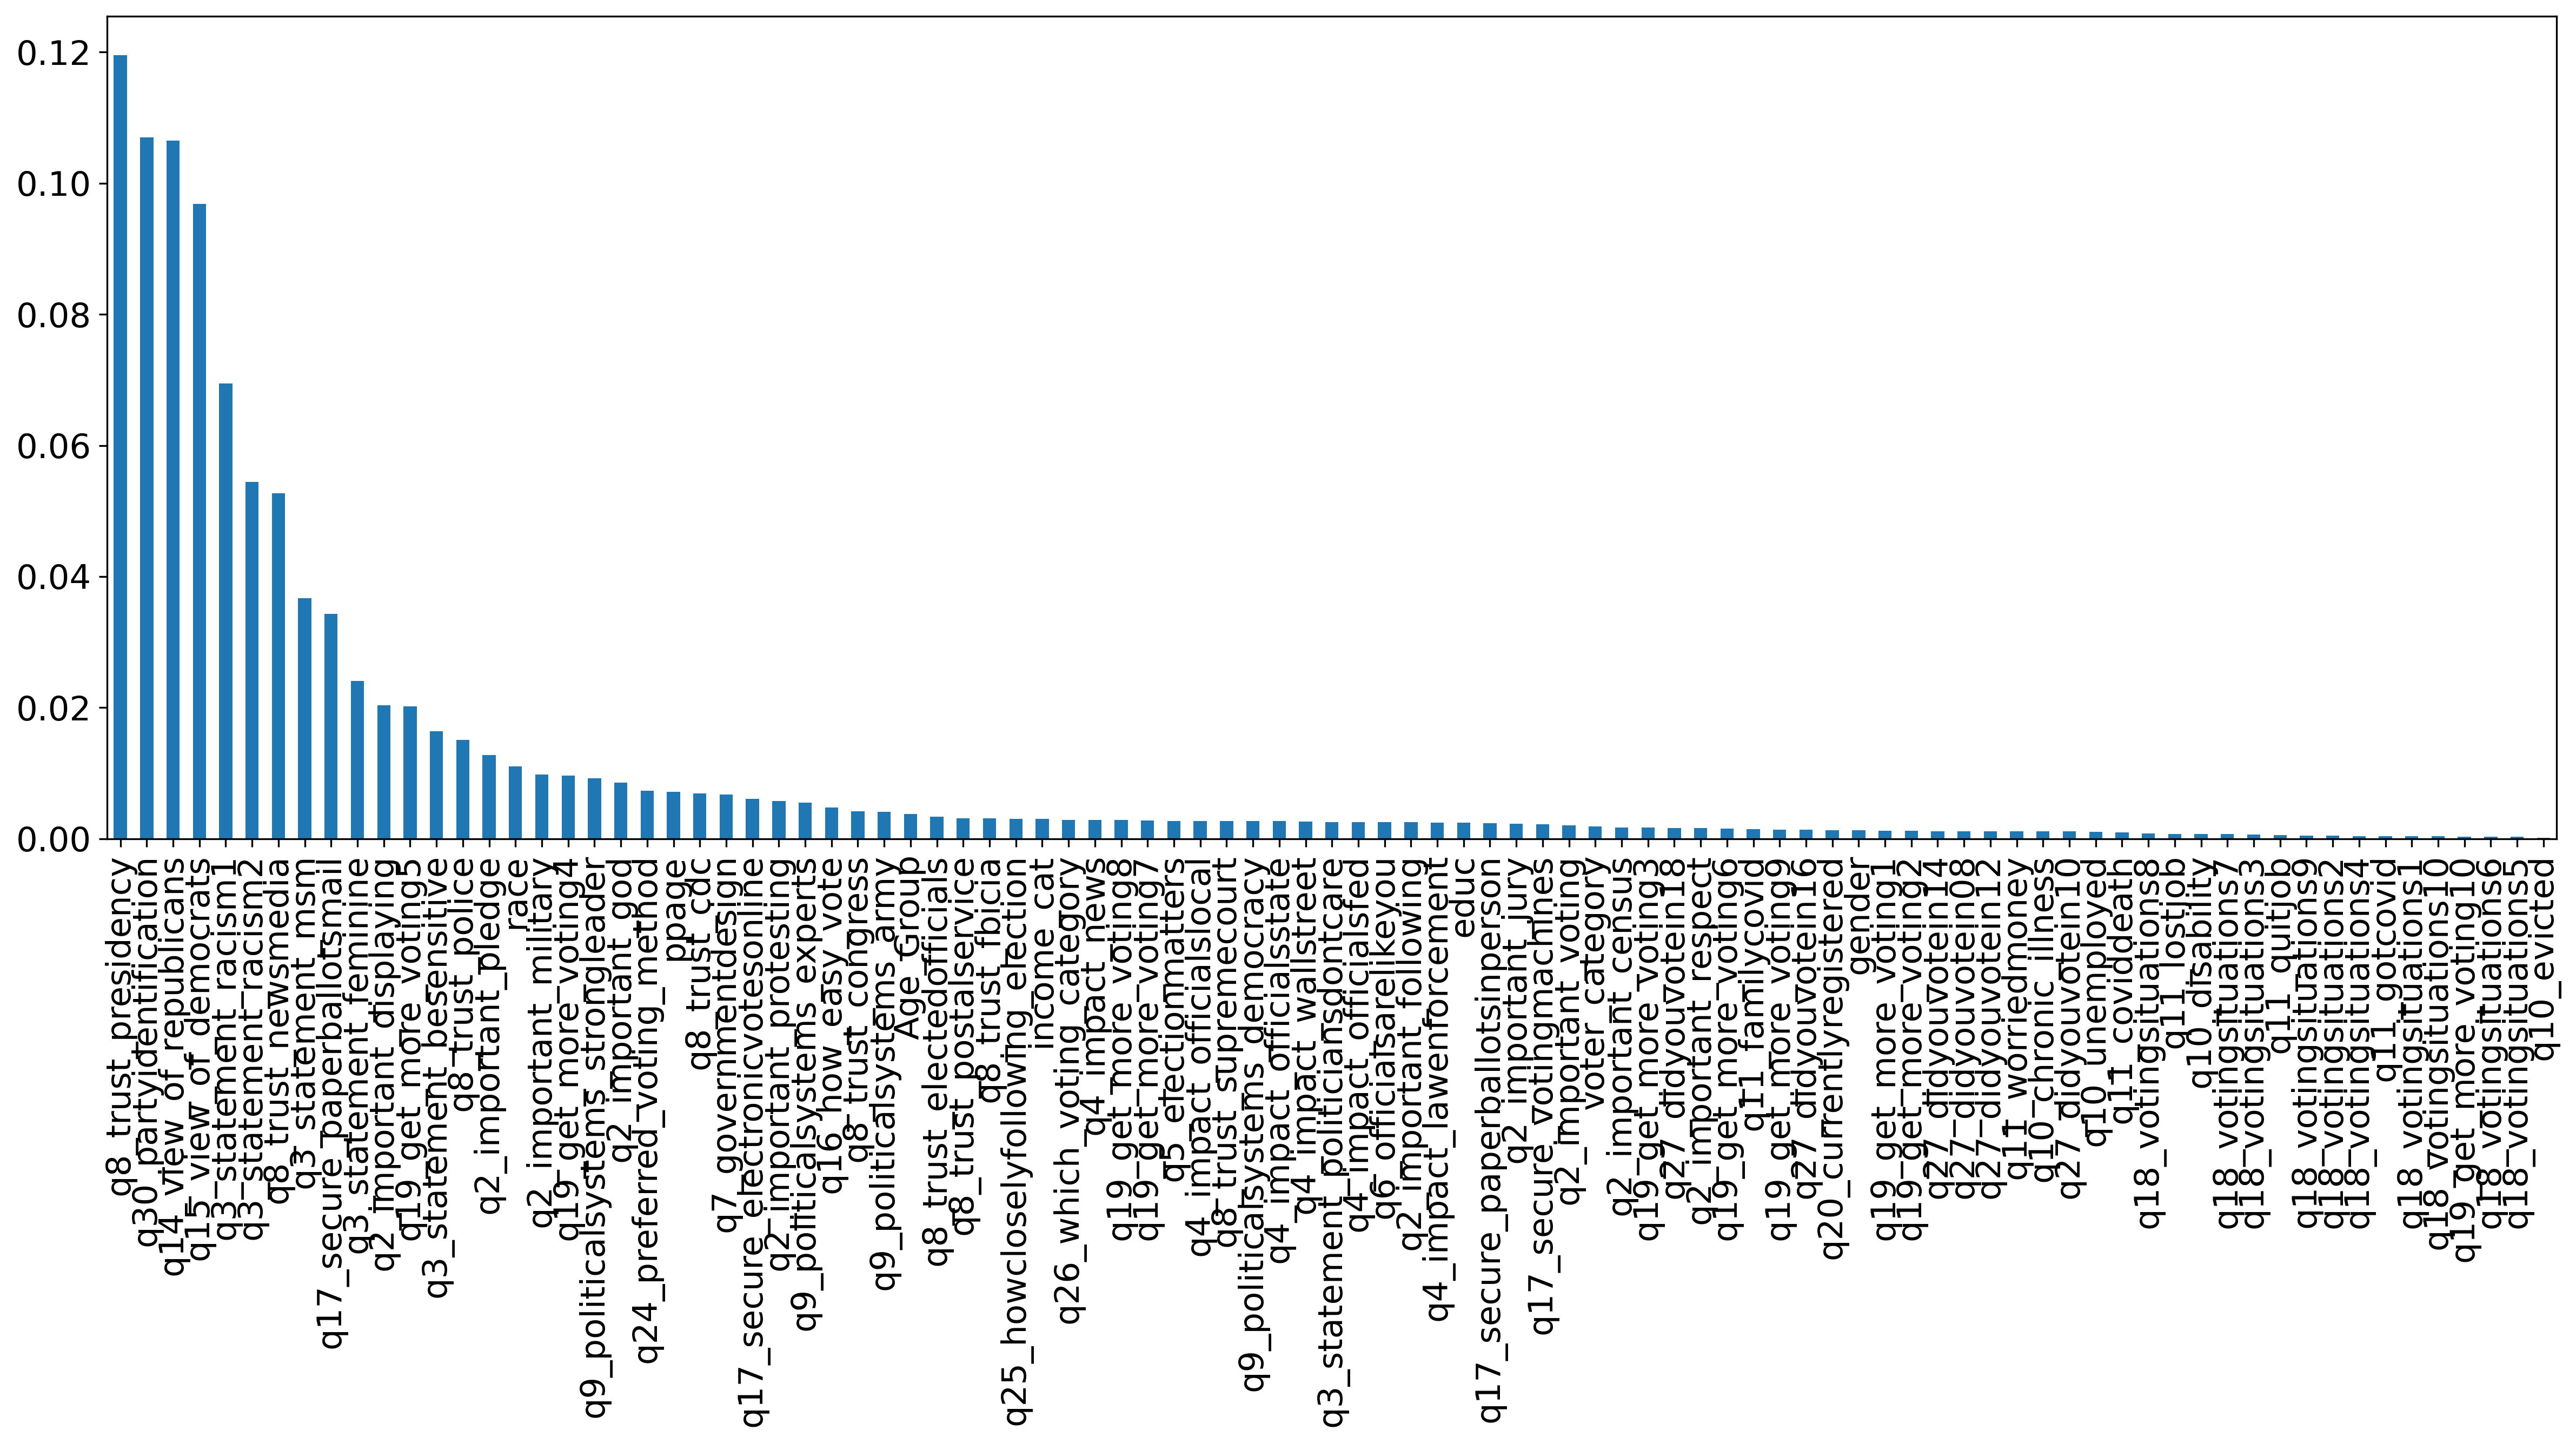 0.12
0.10
0.08
0.06
0.04
0.02
0.00
q8_trust_presidency
q30_partyidentification
q14_view_of_republicans
q15_view_of_democrats
q3_statement_racism1
q3_statement_racism2
q8_trust_newsmedia
q3_statement_msm
q17_secure_paperballotsmail
q3_statement_feminine
q2_important_displaying
q19_get_more_voting5
q3_statement_besensitive
q8_trust_police
q2_important_pledge
race
q2_important_military
q19_get_more_voting4
q9_politicalsystems_strongleader
q2_important_god
q24_preferred_voting_method
ppage
q8_trust_cdc
q7_governmentdesign
q17_secure_electronicvotesonline
q2_important_protesting
q9_politicalsystems_experts
q16_how_easy_vote
q8_trust_congress
q9_politicalsystems_army
Age_Group
q8_trust_electedofficials
q8_trust_postalservice
q8_trust_fbicia
q25_howcloselyfollowing_election
income_cat
q26_which_voting_category
q4_impact_news
q19_get_more_voting8
q19_get_more_voting7
q5_electionmatters
q4_impact_officialslocal
q8_trust_supremecourt
q9_politicalsystems_democracy
q4_impact_officialsstate
q4_impact_wallstreet
q3_statement_politiciansdontcare
q4_impact_officialsfed
q6_officialsarelikeyou
q2_important_following
q4_impact_lawenforcement
educ
q17_secure_paperballotsinperson
q2_important_jury
q17_secure_votingmachines
q2_important_voting
voter_category
q2_important_census
q19_get_more_voting3
q27_didyouvotein18
q2_important_respect
q19_get_more_voting6
q11_familycovid
q19_get_more_voting9
q27_didyouvotein16
q20_currentlyregistered
gender
q19_get_more_voting1
q19_get_more_voting2
q27_didyouvotein14
q27_didyouvotein08
q27_didyouvotein12
q11_worriedmoney
q10_chronic_illness
q27_didyouvotein10
q10_unemployed
q11_coviddeath
q18_votingsituations8
q11_lostjob
q10_disability
q18_votingsituations7
q18_votingsituations3
q11_quitjob
q18_votingsituations9
q18_votingsituations2
q18_votingsituations4
q11_gotcovid
q18_votingsituations1
q18_votingsituations10
q19_get_more_voting10
q18_votingsituations6
q18_votingsituations5
q10_evicted